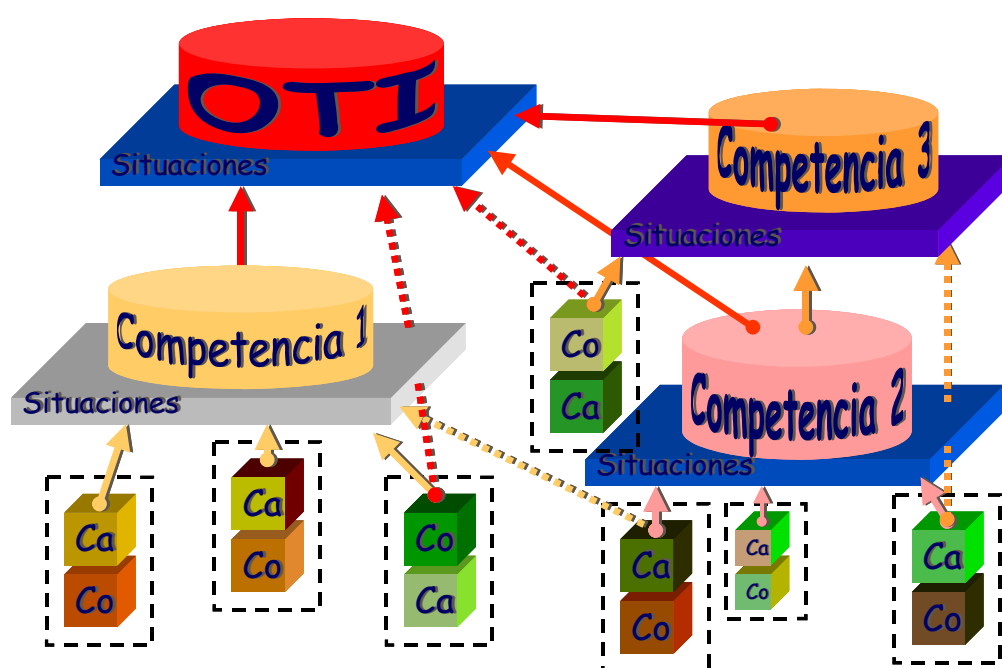 OTI
Situaciones
Competencia 3
Situaciones
Competencia 1
Situaciones
Co
Ca
Competencia 2
Situaciones
Ca
Co
Ca
Co
Co
Ca
Ca
Co
Ca
Co
Ca
Co